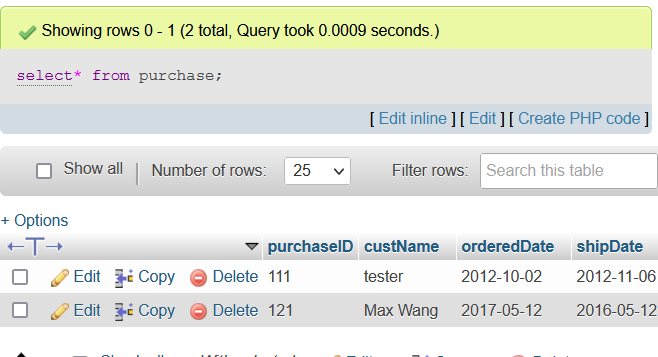 Showing rows 0 - 1 (2 total, Query took 0.0009 seconds.)
select* from purchase;
[ Edit inline ] [ Edit ] [ Create PHP code ]
Show all Number of rows: 25 Filter rows: Search this table
+ Options
←T→ purchaseID custName orderedDate shipDate
Edit Copy Delete 111 tester 2012-10-02 2012-11-06
Edit Copy Delete 121 Max Wang 2017-05-12 2016-05-12